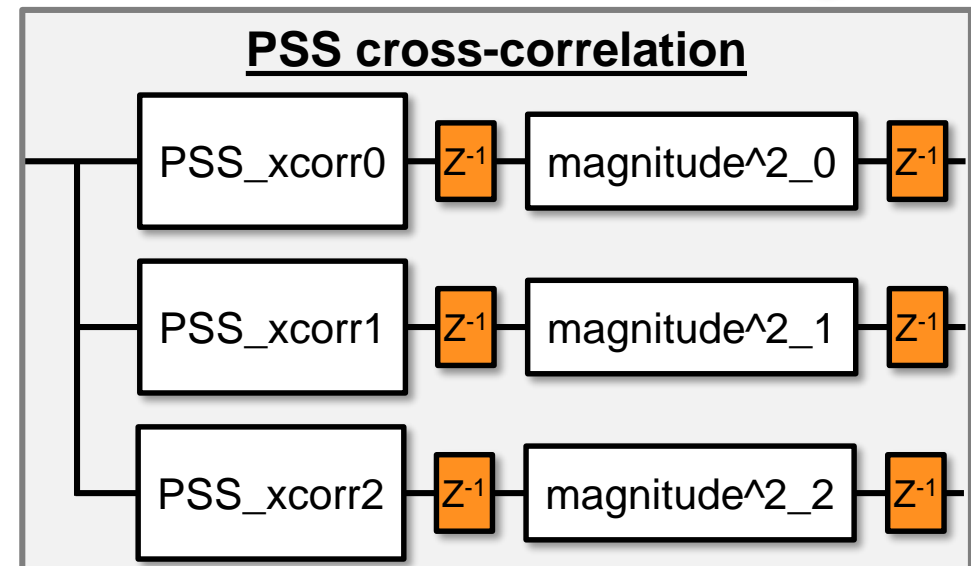 PSS cross-correlation
PSS_xcorr0 Z⁻¹ magnitude^2_0 Z⁻¹
PSS_xcorr1 Z⁻¹ magnitude^2_1 Z⁻¹
PSS_xcorr2 Z⁻¹ magnitude^2_2 Z⁻¹